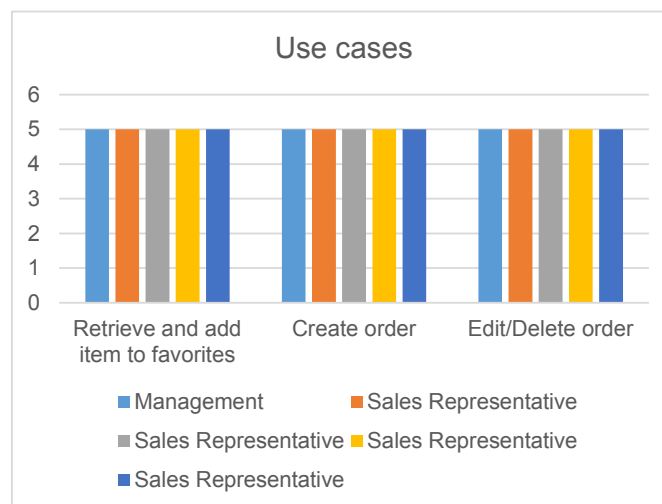 Use cases
6
5
4
3
2
1
0
Retrieve and add
item to favorites
Create order
Edit/Delete order
Management
Sales Representative
Sales Representative
Sales Representative
Sales Representative